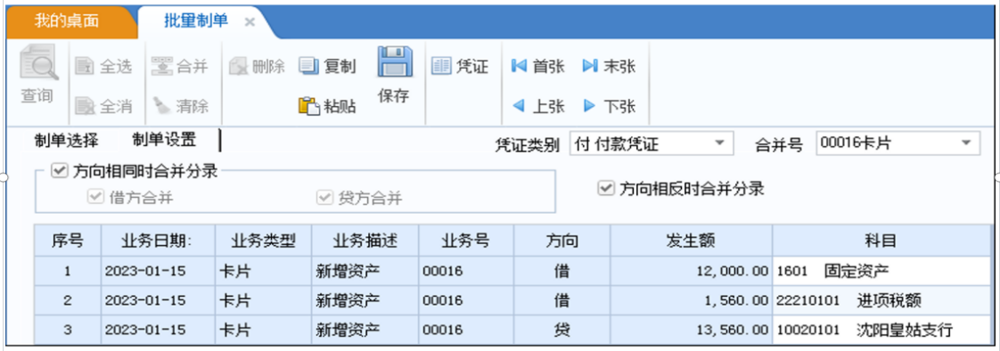 我的桌面 批量制单 ×
查询 全选 合并 删除 复制 保存 凭证 首张 末张
全消 清除 粘贴 上张 下张
制单选择 制单设置 凭证类别 付 付款凭证 合并号 00016卡片
方向相同时合并分录
借方合并 贷方合并 方向相反时合并分录
序号 业务日期: 业务类型 业务描述 业务号 方向 发生额 科目
1 2023-01-15 卡片 新增资产 00016 借 12,000.00 1601 固定资产
2 2023-01-15 卡片 新增资产 00016 借 1,560.00 22210101 进项税额
3 2023-01-15 卡片 新增资产 00016 贷 13,560.00 10020101 沈阳皇姑支行